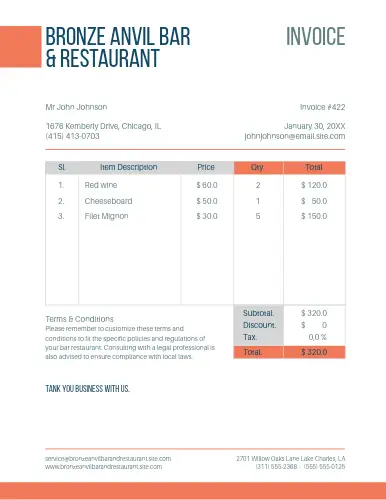 BRONZE ANVIL BAR
& RESTAURANT
INVOICE
Mr John Johnson
Invoice #422
1676 Kemberly Drive, Chicago, IL
January 30, 20XX
(415) 413-0703
johnjohnson@email.site.com
Sl. Item Description Price Qty Total
1. Red wine $ 60.0 2 $ 120.0
2. Cheeseboard $ 50.0 1 $ 50.0
3. Filet Mignon $ 30.0 5 $ 150.0
Subtotal. $ 320.0
Discount. $ 0
Tax. 0,0 %
Total. $ 320.0
Terms & Conditions
Please remember to customize these terms and
conditions to fit the specific policies and regulations of
your bar restaurant. Consulting with a legal professional is
also advised to ensure compliance with local laws.
TANK YOU BUSINESS WITH US.
service@bronzeanvilbarandrestaurant.site.com
www.bronzeanvilbarandrestaurant.site.com
2701 Willow Oaks Lane Lake Charles, LA
(311) 555-2368 - (555) 555-0125